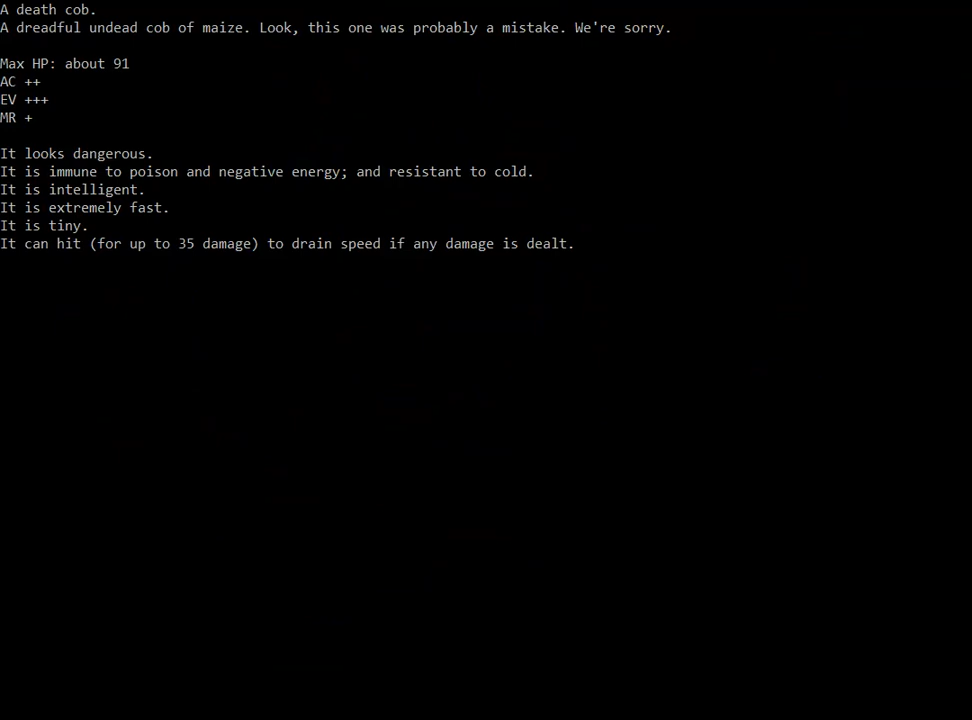 A death cob.
A dreadful undead cob of maize. Look, this one was probably a mistake. We're sorry.
Max HP: about 91
AC ++
EV +++
MR +
It looks dangerous.
It is immune to poison and negative energy; and resistant to cold.
It is intelligent.
It is extremely fast.
It is tiny.
It can hit (for up to 35 damage) to drain speed if any damage is dealt.